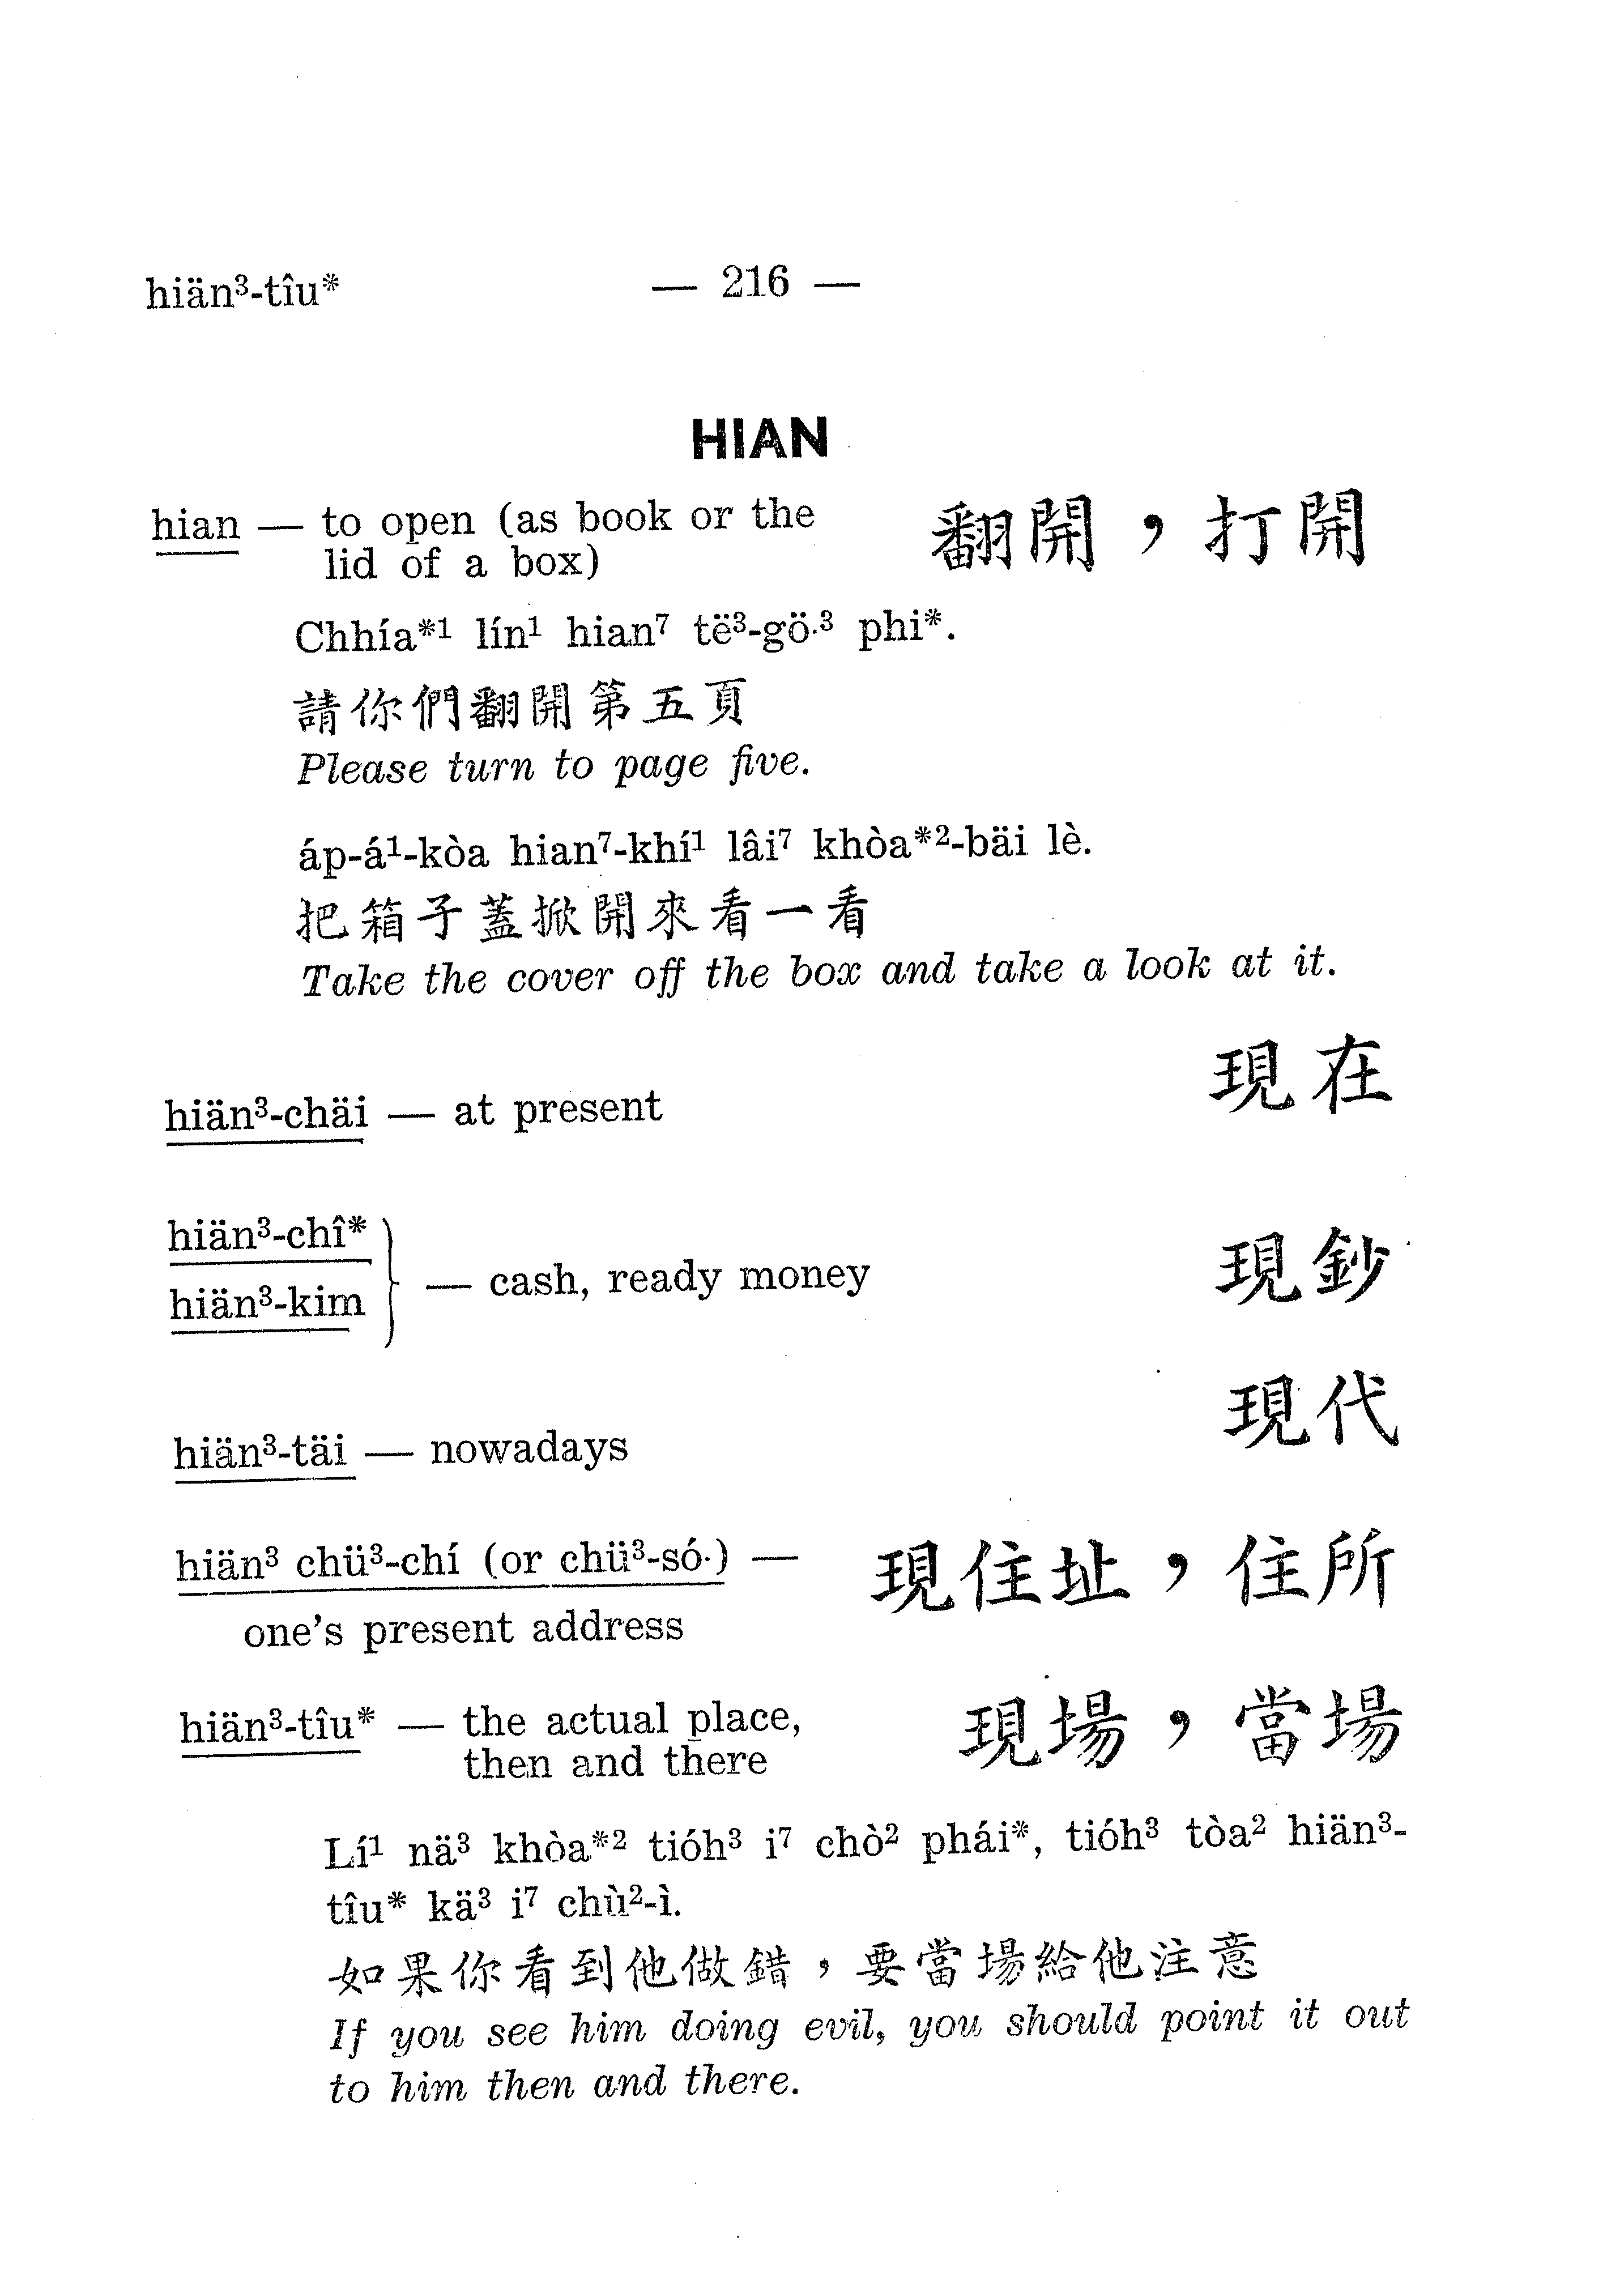 hiän³-tîu*
— 216 —
HIAN
hian — to open (as book or the 翻開，打開
lid of a box)
Chhía*¹ lín¹ hian⁷ të³-gö·³ phi*.
請你們翻開第五頁
Please turn to page five.
áp-á¹-kòa hian⁷-khí¹ lâi⁷ khòa*²-bäi lè.
把箱子蓋掀開來看一看
Take the cover off the box and take a look at it.
hiän³-chäi — at present 現在
hiän³-chî*
hiän³-kim
— cash, ready money 現鈔
hiän³-täi — nowadays 現代
hiän³ chü³-chí (or chü³-só·) — 現住址，住所
one's present address
hiän³-tîu* — the actual place, 現場，當場
then and there
Lí¹ nä³ khòa*² tióh³ i⁷ chò² phái*, tióh³ tòa² hiän³-
tîu* kä³ i⁷ chù²-ì.
如果你看到他做錯，要當場給他注意
If you see him doing evil, you should point it out
to him then and there.